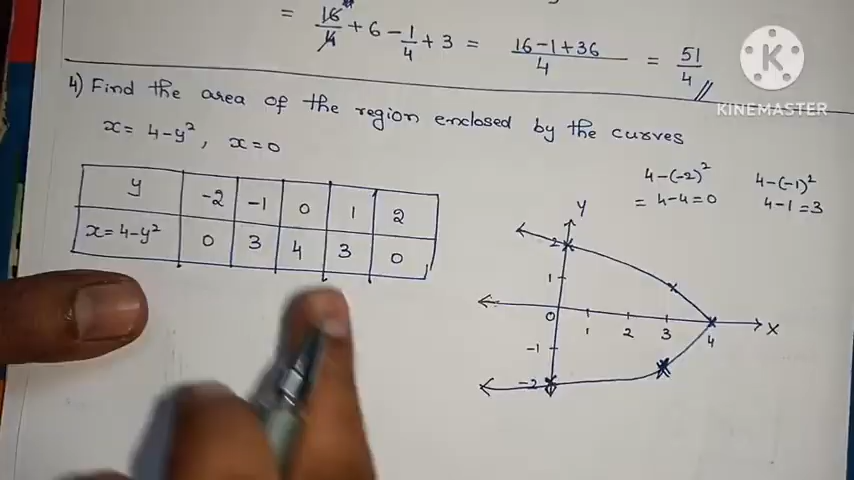 = 16/4 + 6 - 1/4 + 3 = 16-1+36/4 = 51/4
K
KINEMASTER
4) Find the area of the region enclosed by the curves
x = 4-y², x=0
y -2 -1 0 1 2
x=4-y² 0 3 4 3 0
4-(-2)² 4-(-1)²
= 4-4=0 4-1=3
Y
2
1
0 1 2 3 4 X
-1
-2